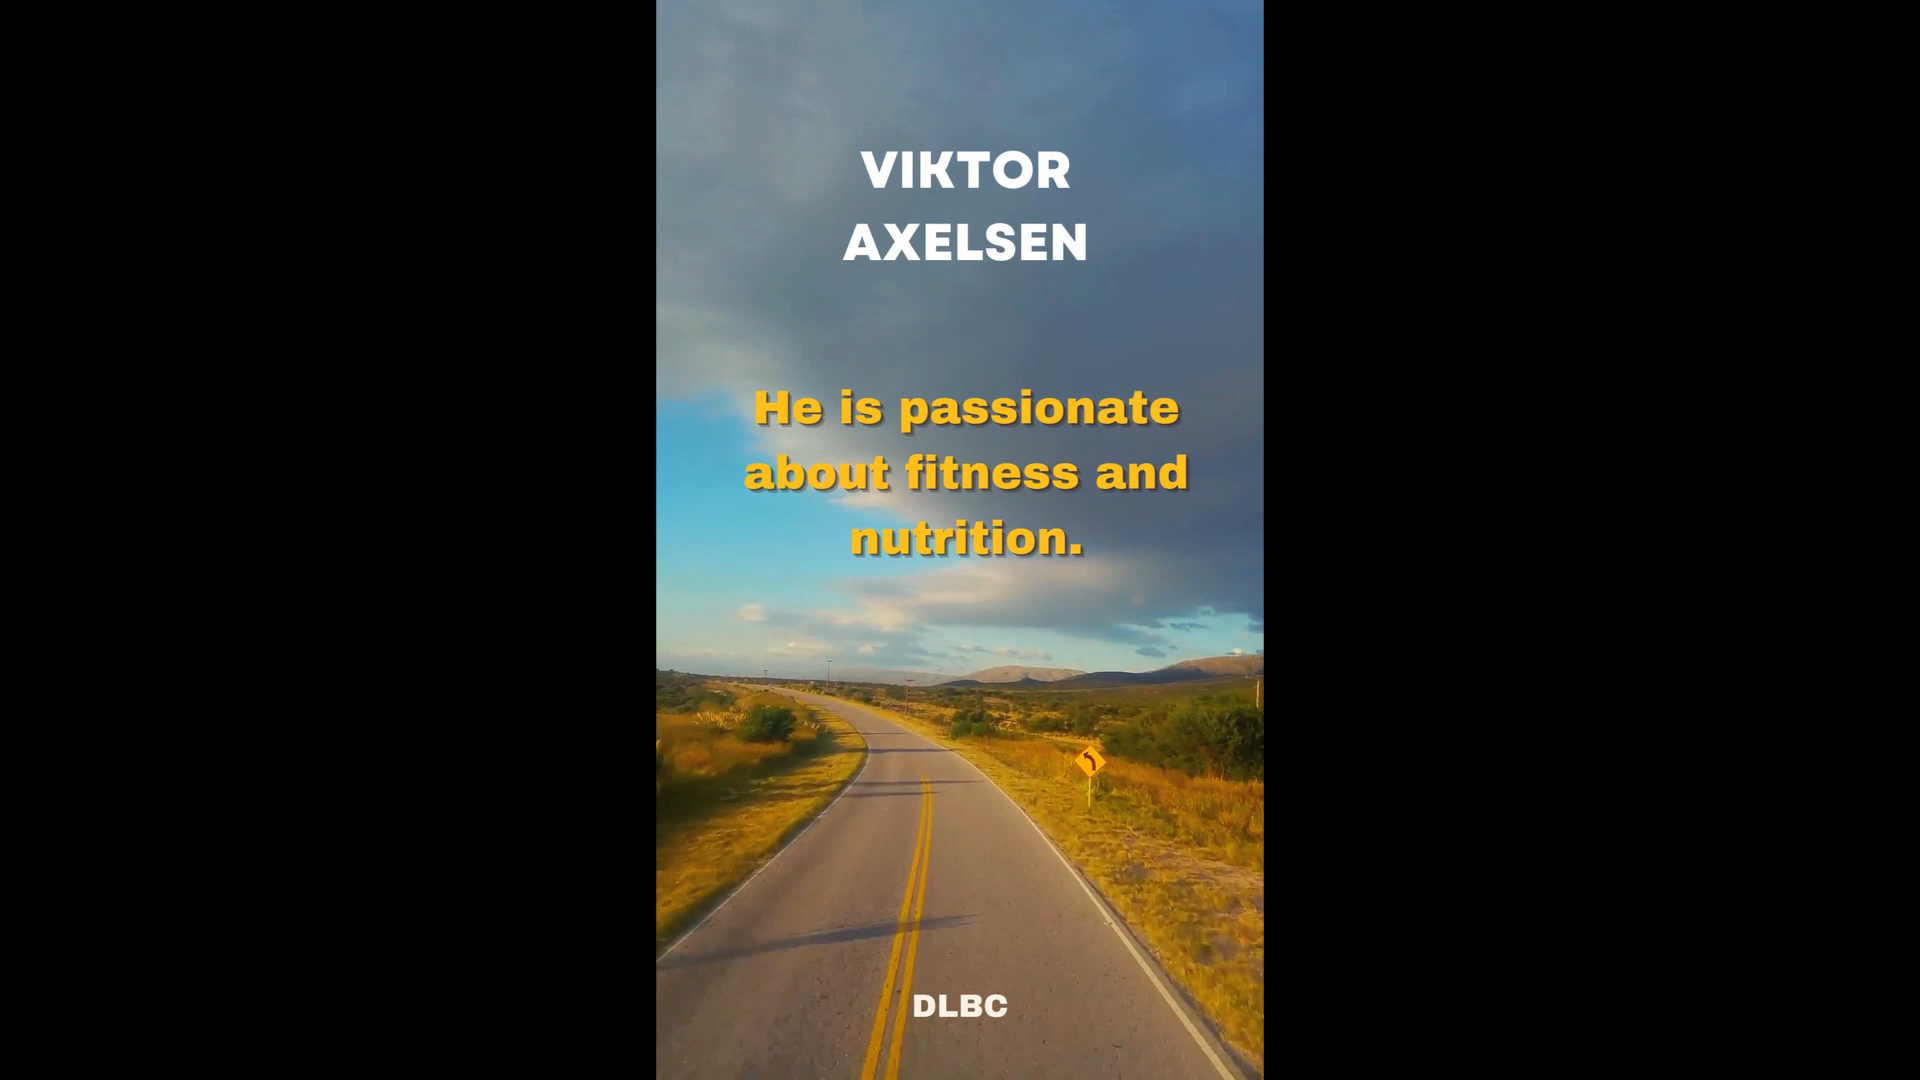 VIKTOR
AXELSEN
He is passionate
about fitness and
nutrition.
DLBC